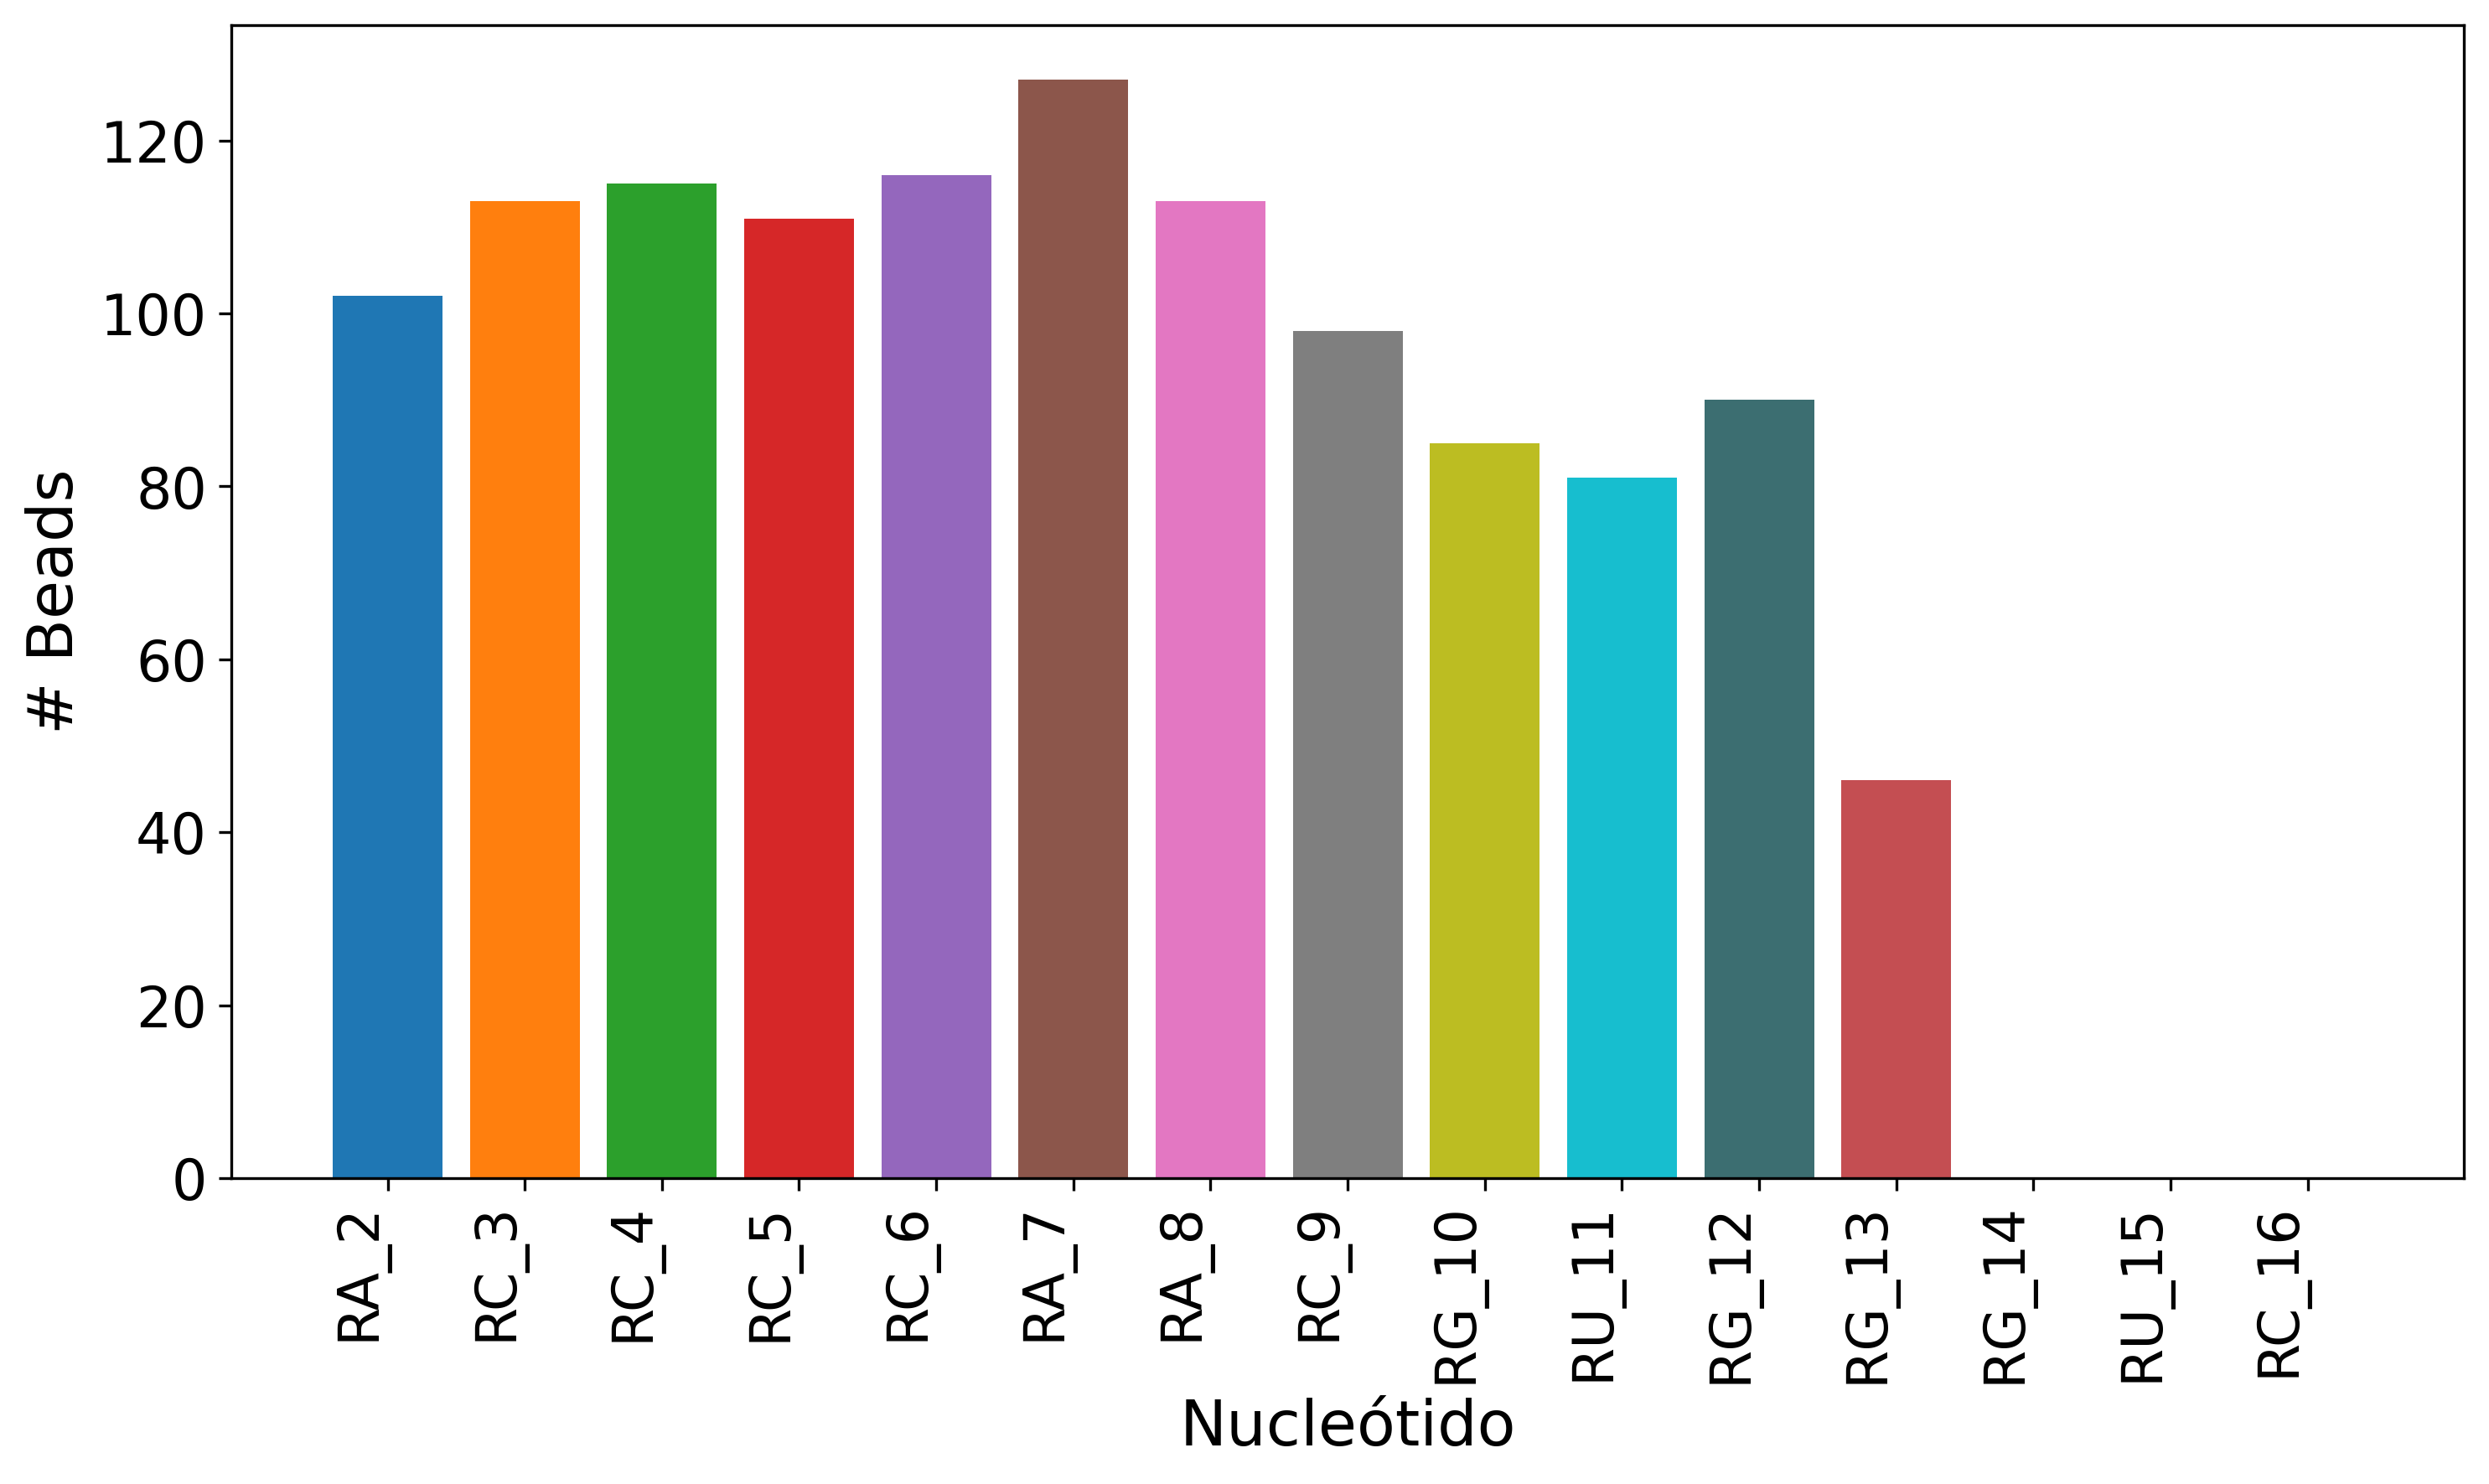 # Beads
120
100
80
60
40
20
0
RA_2
RC_3
RC_4
RC_5
RC_6
RA_7
RA_8
RC_9
RG_10
RU_11
RG_12
RG_13
RG_14
RU_15
RC_16
Nucleótido